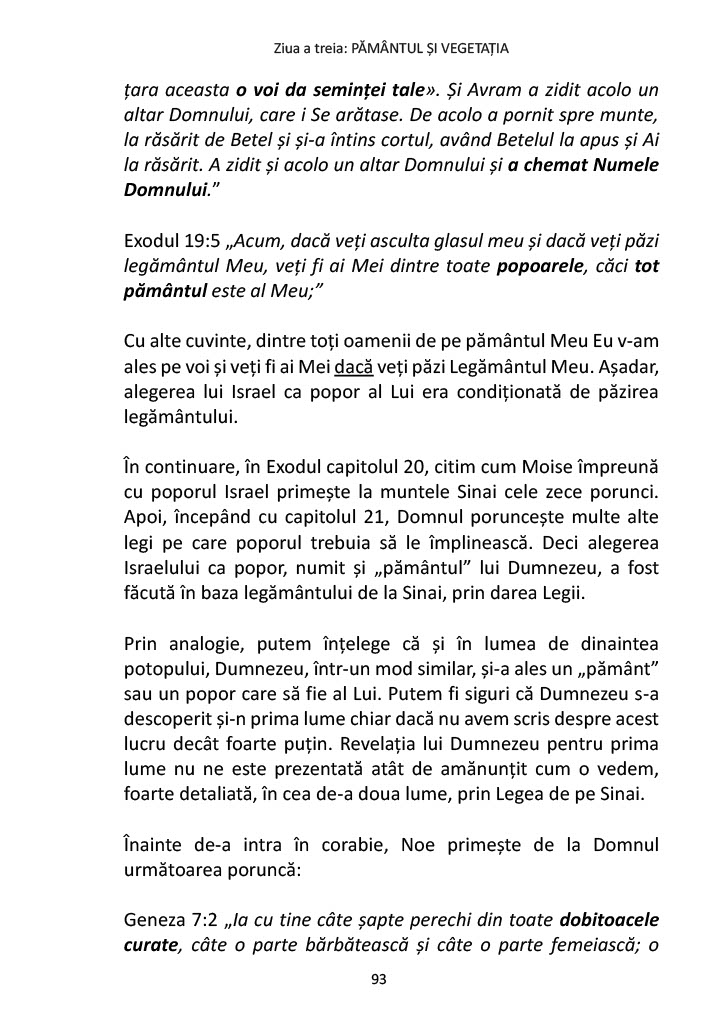 Ziua a treia: PĂMÂNTUL ȘI VEGETAȚIA
țara aceasta o voi da seminței tale». Și Avram a zidit acolo un
altar Domnului, care i Se arătase. De acolo a pornit spre munte,
la răsărit de Betel și și-a întins cortul, având Betelul la apus și Ai
la răsărit. A zidit și acolo un altar Domnului și a chemat Numele
Domnului.”
Exodul 19:5 „Acum, dacă veți asculta glasul meu și dacă veți păzi
legământul Meu, veți fi ai Mei dintre toate popoarele, căci tot
pământul este al Meu;”
Cu alte cuvinte, dintre toți oamenii de pe pământul Meu Eu v-am
ales pe voi și veți fi ai Mei dacă veți păzi Legământul Meu. Așadar,
alegerea lui Israel ca popor al Lui era condiționată de păzirea
legământului.
În continuare, în Exodul capitolul 20, citim cum Moise împreună
cu poporul Israel primește la muntele Sinai cele zece porunci.
Apoi, începând cu capitolul 21, Domnul poruncește multe alte
legi pe care poporul trebuia să le împlinească. Deci alegerea
Israelului ca popor, numit și „pământul” lui Dumnezeu, a fost
făcută în baza legământului de la Sinai, prin darea Legii.
Prin analogie, putem înțelege că și în lumea de dinaintea
potopului, Dumnezeu, într-un mod similar, și-a ales un „pământ”
sau un popor care să fie al Lui. Putem fi siguri că Dumnezeu s-a
descoperit și-n prima lume chiar dacă nu avem scris despre acest
lucru decât foarte puțin. Revelația lui Dumnezeu pentru prima
lume nu ne este prezentată atât de amănunțit cum o vedem,
foarte detaliată, în cea de-a doua lume, prin Legea de pe Sinai.
Înainte de-a intra în corabie, Noe primește de la Domnul
următoarea poruncă:
Geneza 7:2 „Ia cu tine câte șapte perechi din toate dobitoacele
curate, câte o parte bărbătească și câte o parte femeiască; o
93